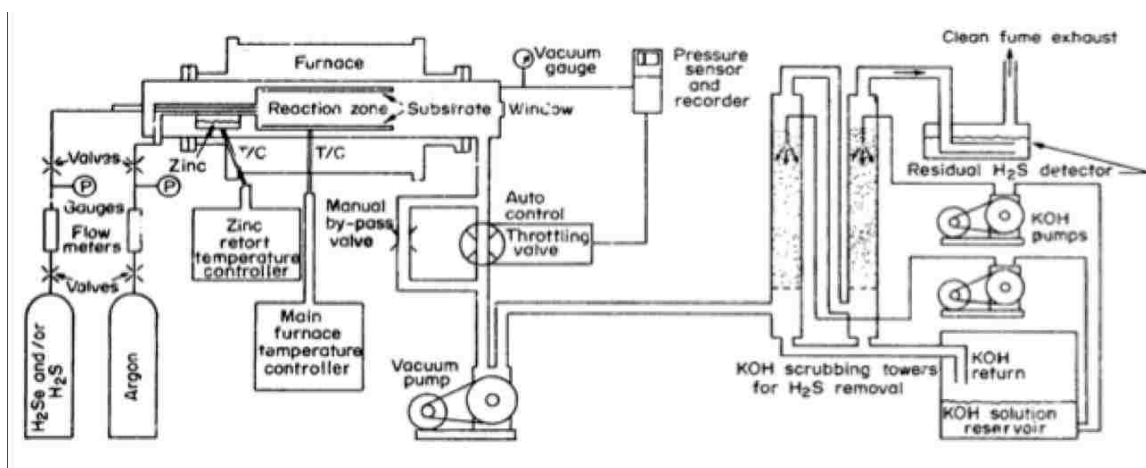 Clean fume exhaust
Furnace
Vacuum
gauge
Pressure
sensor
and
recorder
Reaction zone
Substrate
Window
Zinc
T/C
T/C
Valves
P
P
Gauges
Flow
meters
Valves
Zinc
retort
temperature
controller
Manual
by-pass
valve
Auto
control
Throttling
valve
Residual H₂S detector
KOH
pumps
Main
furnace
temperature
controller
H₂Se and/or
H₂S
Argon
Vacuum
pump
KOH scrubbing towers
for H₂S removal
KOH
return
KOH solution
reservoir